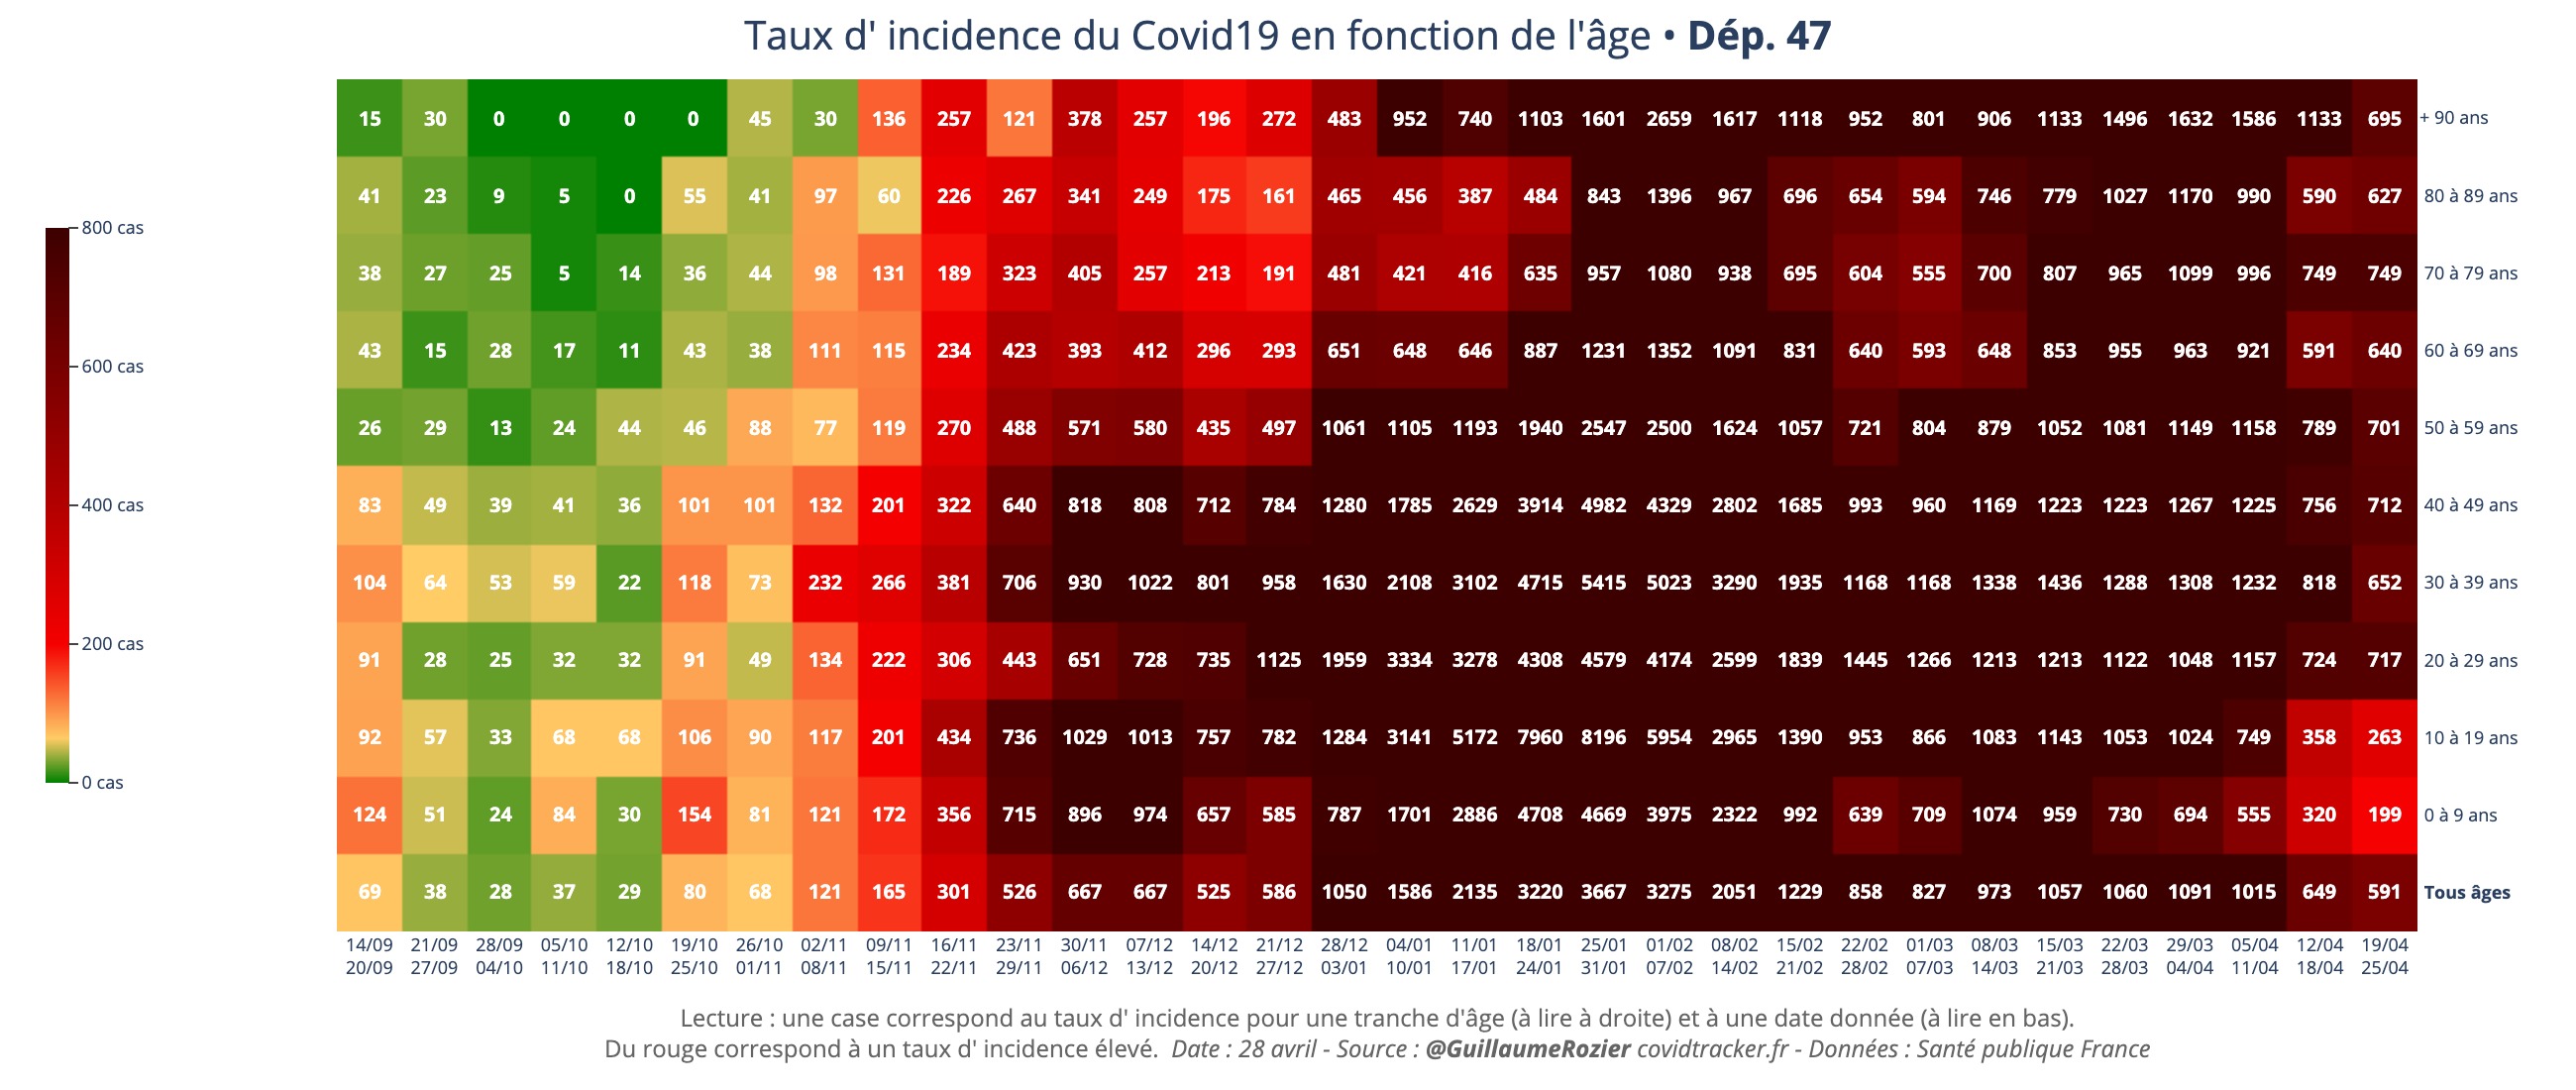 Taux d' incidence du Covid19 en fonction de l'âge • Dép. 47
800 cas
600 cas
400 cas
200 cas
0 cas
15 30 0 0 0 0 45 30 136 257 121 378 257 196 272 483 952 740 1103 1601 2659 1617 1118 952 801 906 1133 1496 1632 1586 1133 695 + 90 ans
41 23 9 5 0 55 41 97 60 226 267 341 249 175 161 465 456 387 484 843 1396 967 696 654 594 746 779 1027 1170 990 590 627 80 à 89 ans
38 27 25 5 14 36 44 98 131 189 323 405 257 213 191 481 421 416 635 957 1080 938 695 604 555 700 807 965 1099 996 749 749 70 à 79 ans
43 15 28 17 11 43 38 111 115 234 423 393 412 296 293 651 648 646 887 1231 1352 1091 831 640 593 648 853 955 963 921 591 640 60 à 69 ans
26 29 13 24 44 46 88 77 119 270 488 571 580 435 497 1061 1105 1193 1940 2547 2500 1624 1057 721 804 879 1052 1081 1149 1158 789 701 50 à 59 ans
83 49 39 41 36 101 101 132 201 322 640 818 808 712 784 1280 1785 2629 3914 4982 4329 2802 1685 993 960 1169 1223 1223 1267 1225 756 712 40 à 49 ans
104 64 53 59 22 118 73 232 266 381 706 930 1022 801 958 1630 2108 3102 4715 5415 5023 3290 1935 1168 1168 1338 1436 1288 1308 1232 818 652 30 à 39 ans
91 28 25 32 32 91 49 134 222 306 443 651 728 735 1125 1959 3334 3278 4308 4579 4174 2599 1839 1445 1266 1213 1213 1122 1048 1157 724 717 20 à 29 ans
92 57 33 68 68 106 90 117 201 434 736 1029 1013 757 782 1284 3141 5172 7960 8196 5954 2965 1390 953 866 1083 1143 1053 1024 749 358 263 10 à 19 ans
124 51 24 84 30 154 81 121 172 356 715 896 974 657 585 787 1701 2886 4708 4669 3975 2322 992 639 709 1074 959 730 694 555 320 199 0 à 9 ans
69 38 28 37 29 80 68 121 165 301 526 667 667 525 586 1050 1586 2135 3220 3667 3275 2051 1229 858 827 973 1057 1060 1091 1015 649 591 Tous âges
14/09 21/09 28/09 05/10 12/10 19/10 26/10 02/11 09/11 16/11 23/11 30/11 07/12 14/12 21/12 28/12 04/01 11/01 18/01 25/01 01/02 08/02 15/02 22/02 01/03 08/03 15/03 22/03 29/03 05/04 12/04 19/04
20/09 27/09 04/10 11/10 18/10 25/10 01/11 08/11 15/11 22/11 29/11 06/12 13/12 20/12 27/12 03/01 10/01 17/01 24/01 31/01 07/02 14/02 21/02 28/02 07/03 14/03 21/03 28/03 04/04 11/04 18/04 25/04
Lecture : une case correspond au taux d' incidence pour une tranche d'âge (à lire à droite) et à une date donnée (à lire en bas).
Du rouge correspond à un taux d' incidence élevé. Date : 28 avril - Source : @GuillaumeRozier covidtracker.fr - Données : Santé publique France